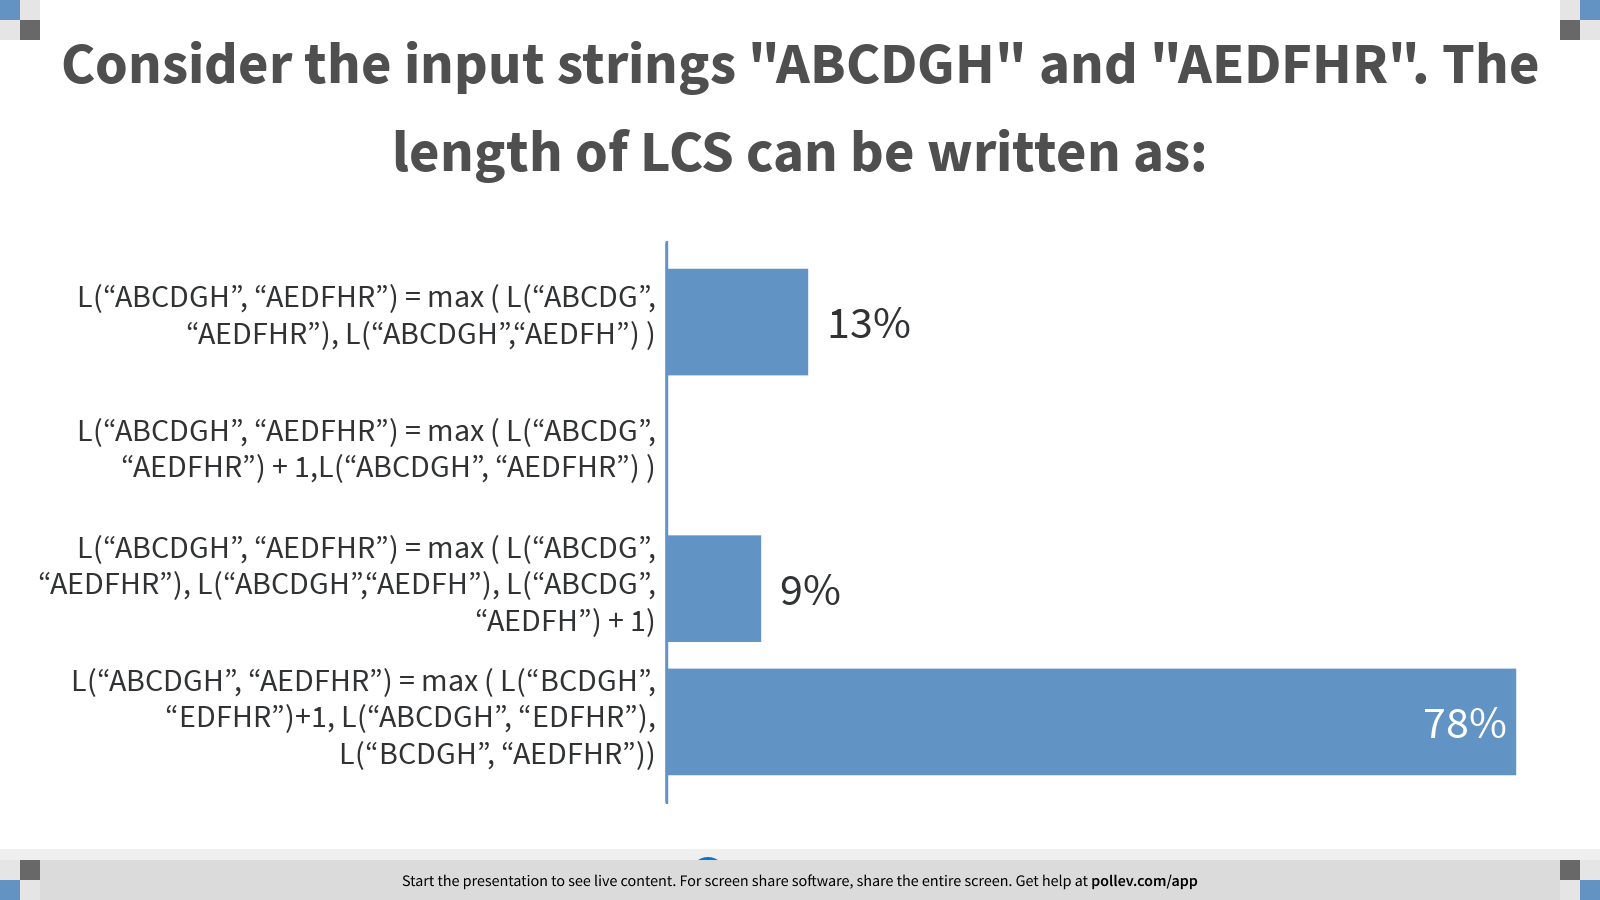 Consider the input strings "ABCDGH" and "AEDFHR". The
length of LCS can be written as:
L(“ABCDGH”, “AEDFHR”) = max ( L(“ABCDG”,
“AEDFHR”), L(“ABCDGH”,“AEDFH”) )
13%
L(“ABCDGH”, “AEDFHR”) = max ( L(“ABCDG”,
“AEDFHR”) + 1,L(“ABCDGH”, “AEDFHR”) )
L(“ABCDGH”, “AEDFHR”) = max ( L(“ABCDG”,
“AEDFHR”), L(“ABCDGH”,“AEDFH”), L(“ABCDG”,
“AEDFH”) + 1)
9%
L(“ABCDGH”, “AEDFHR”) = max ( L(“BCDGH”,
“EDFHR”)+1, L(“ABCDGH”, “EDFHR”),
L(“BCDGH”, “AEDFHR”))
78%
Start the presentation to see live content. For screen share software, share the entire screen. Get help at pollev.com/app